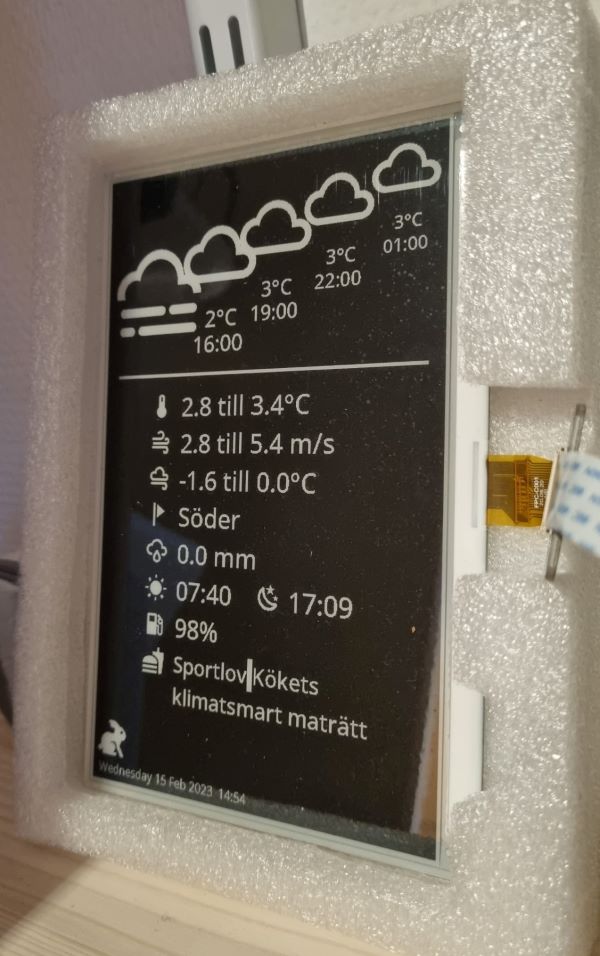 3°C
01:00
3°C
22:00
3°C
19:00
2°C
16:00
2.8 till 3.4°C
2.8 till 5.4 m/s
-1.6 till 0.0°C
Söder
0.0 mm
07:40 17:09
98%
Sportlov|Kökets
klimatsmart maträtt
Wednesday 15 Feb 2023 14:54